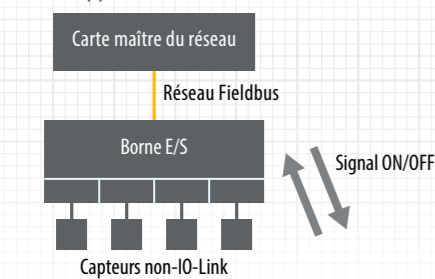 Carte maître du réseau
Réseau Fieldbus
Borne E/S
Signal ON/OFF
Capteurs non-IO-Link